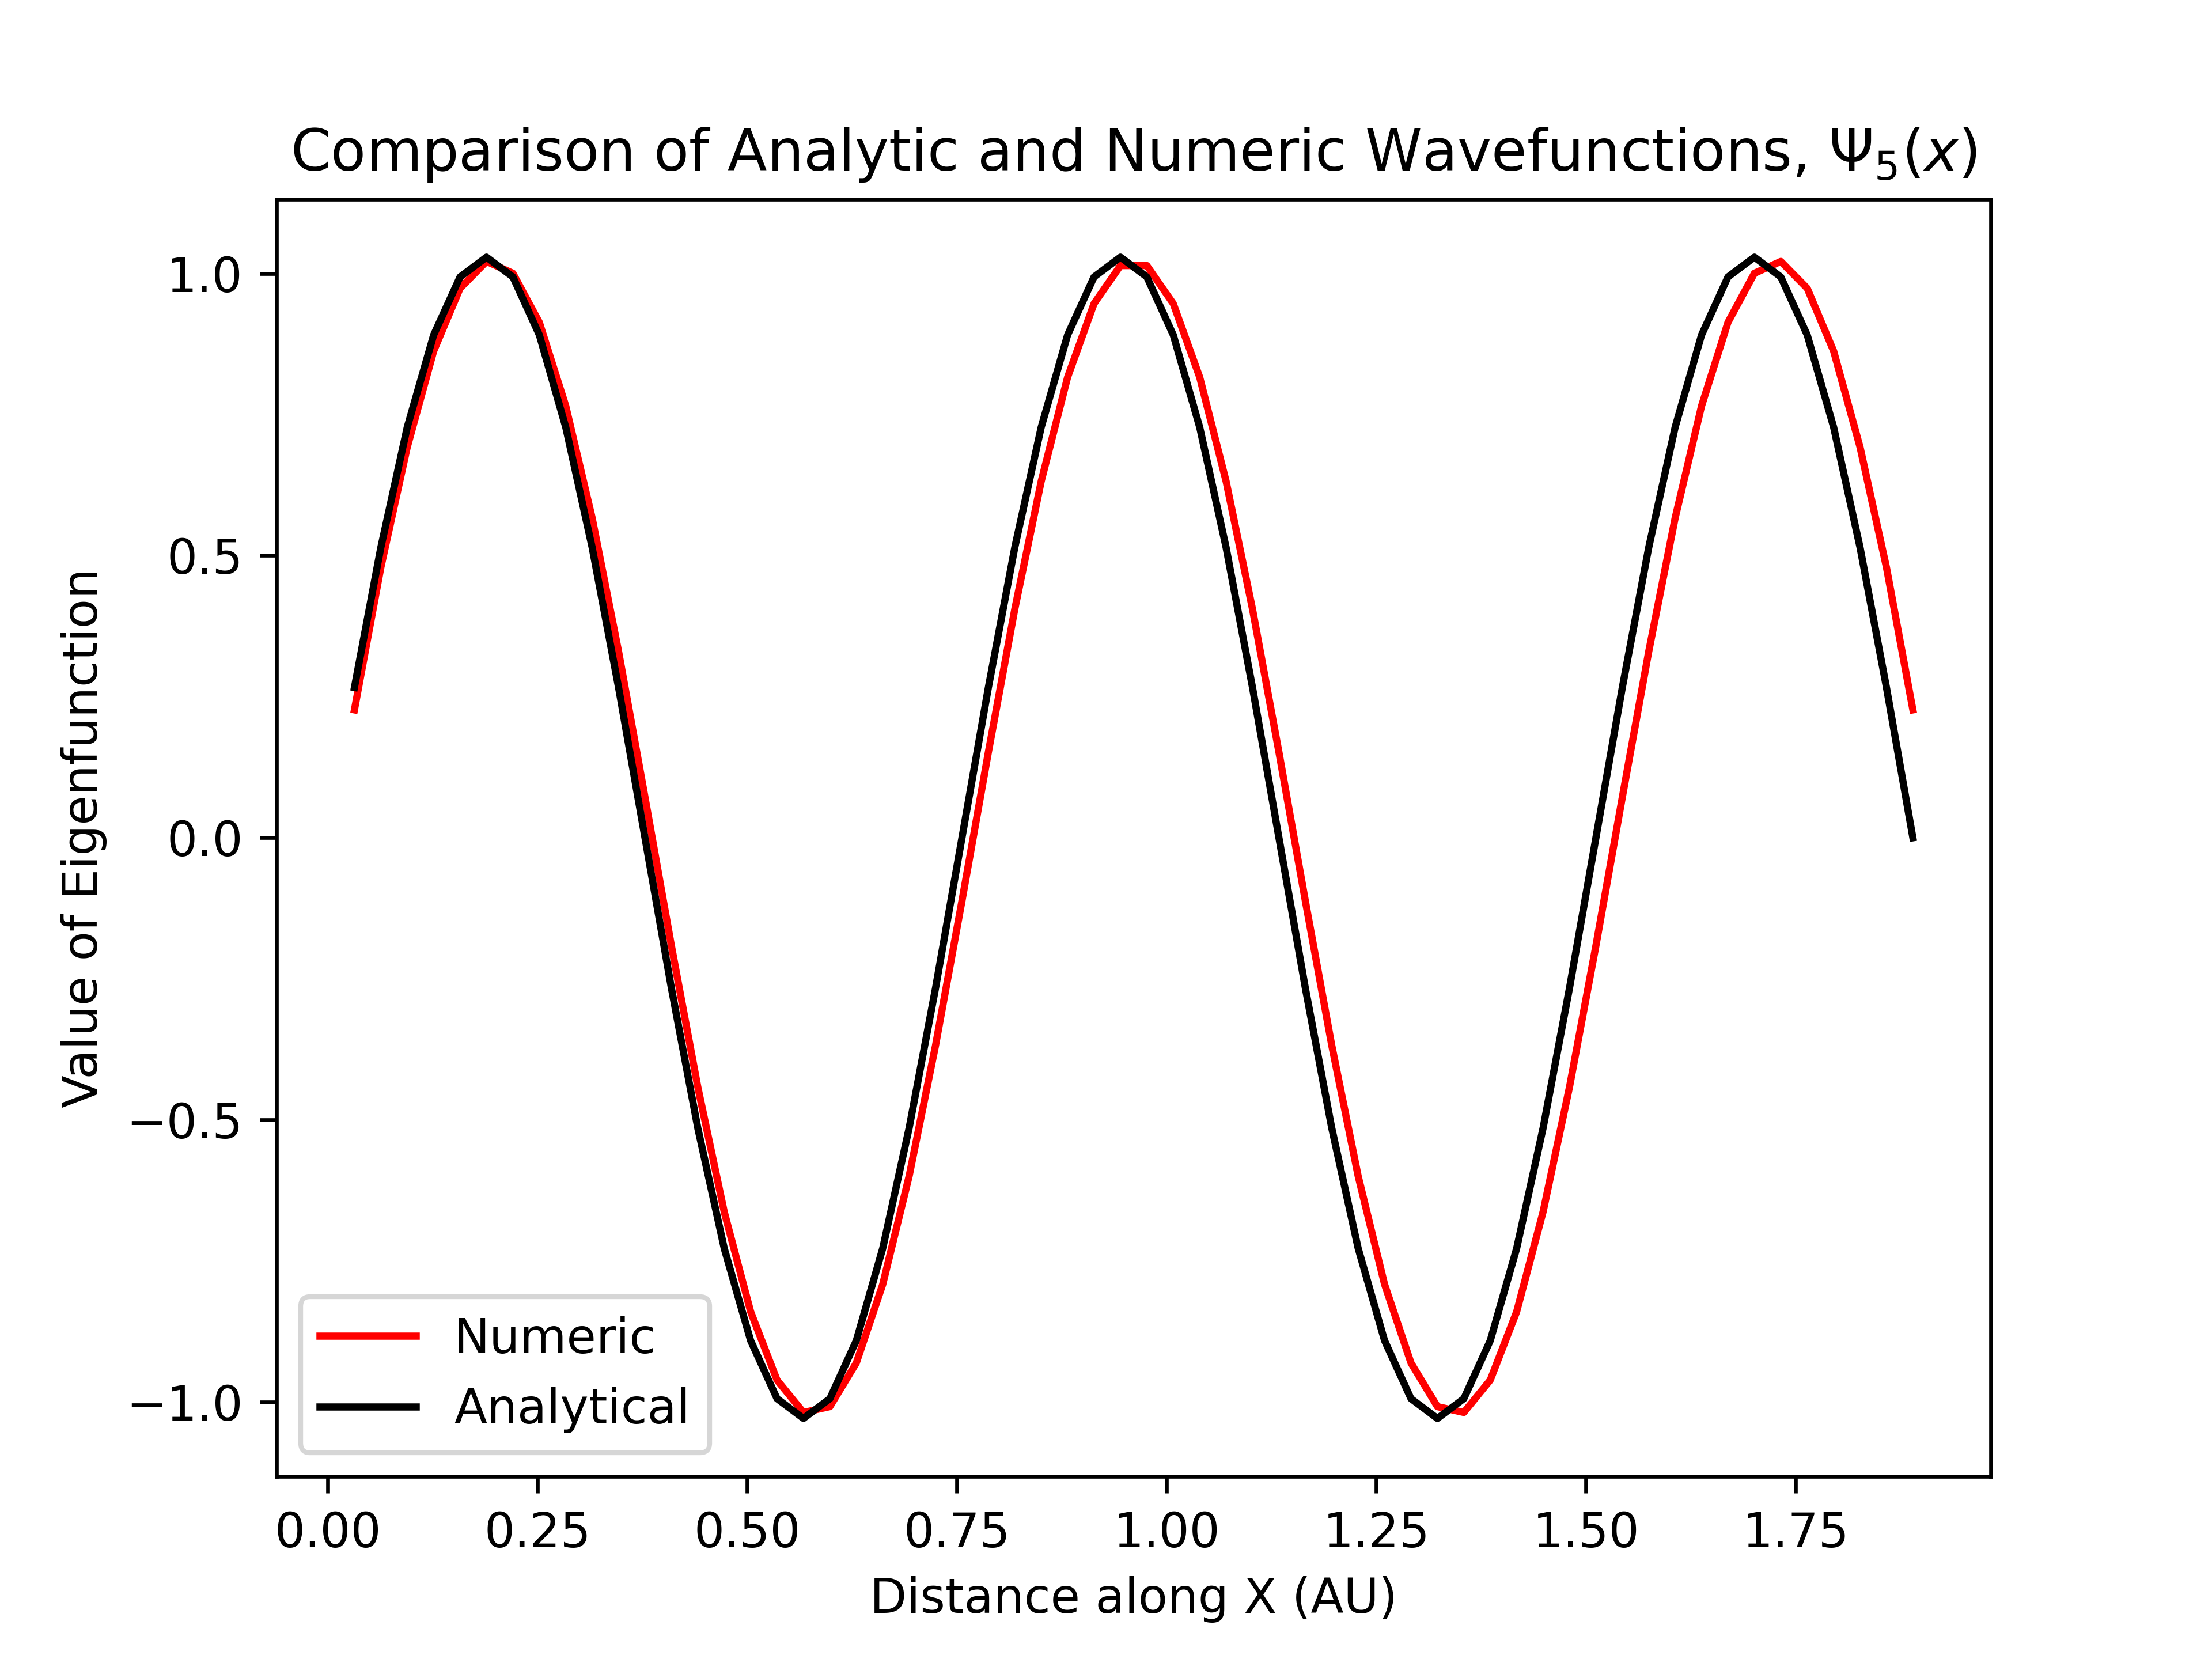 Comparison of Analytic and Numeric Wavefunctions, Ψ₅(x)
Value of Eigenfunction
1.0
0.5
0.0
−0.5
−1.0
Numeric
Analytical
0.00 0.25 0.50 0.75 1.00 1.25 1.50 1.75
Distance along X (AU)